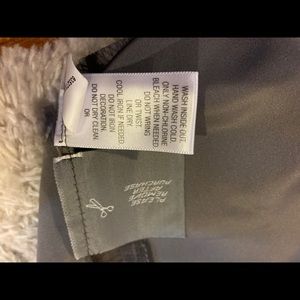 WASH INSIDE-OUT.
HAND WASH COLD.
ONLY NON-CHLORINE
BLEACH WHEN NEEDED
DO NOT WRING
OR TWIST.
LINE DRY.
COOL IRON IF NEEDED.
DO NOT IRON
DECORATION.
DO NOT DRY CLEAN
OR
PLEASE
REMOVE
AFTER
PURCHASE